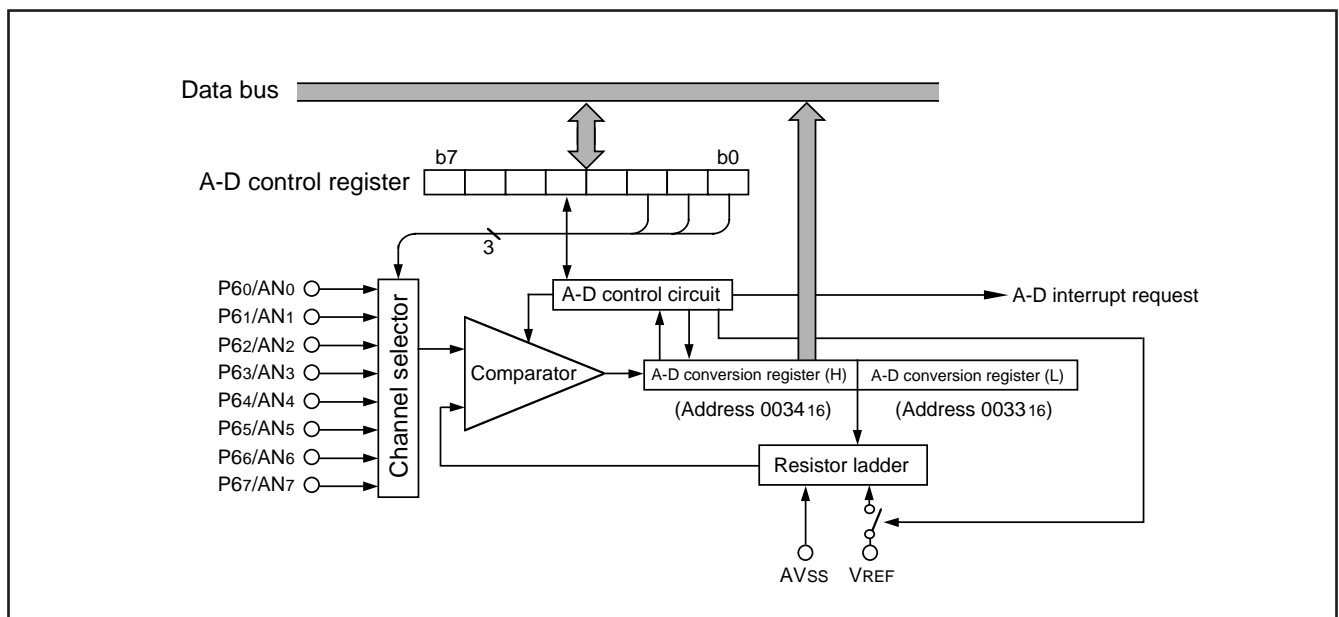 Data bus
b7 b0
A-D control register
3
P60/AN0
P61/AN1
P62/AN2
P63/AN3
P64/AN4
P65/AN5
P66/AN6
P67/AN7
Channel selector
A-D control circuit
A-D interrupt request
Comparator
A-D conversion register (H) A-D conversion register (L)
(Address 003416) (Address 003316)
Resistor ladder
AVSS VREF